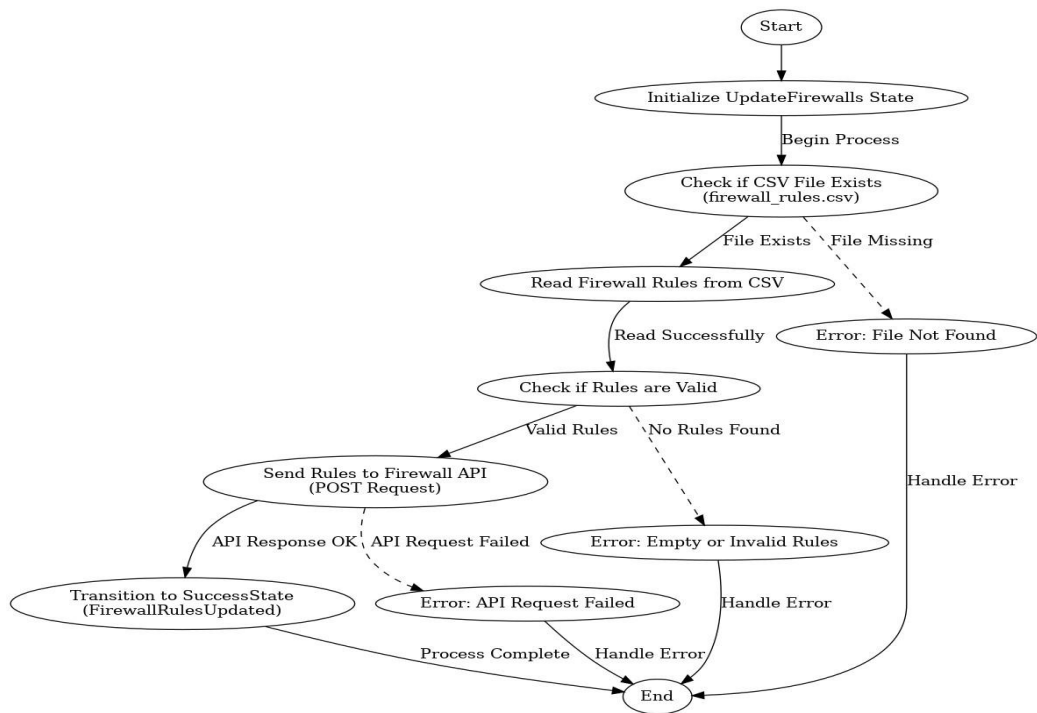 Start
Initialize UpdateFirewalls State
Begin Process
Check if CSV File Exists
(firewall_rules.csv)
File Exists
File Missing
Read Firewall Rules from CSV
Error: File Not Found
Read Successfully
Check if Rules are Valid
Valid Rules
No Rules Found
Send Rules to Firewall API
(POST Request)
Handle Error
API Response OK
API Request Failed
Error: Empty or Invalid Rules
Transition to SuccessState
(FirewallRulesUpdated)
Error: API Request Failed
Handle Error
Process Complete
Handle Error
End